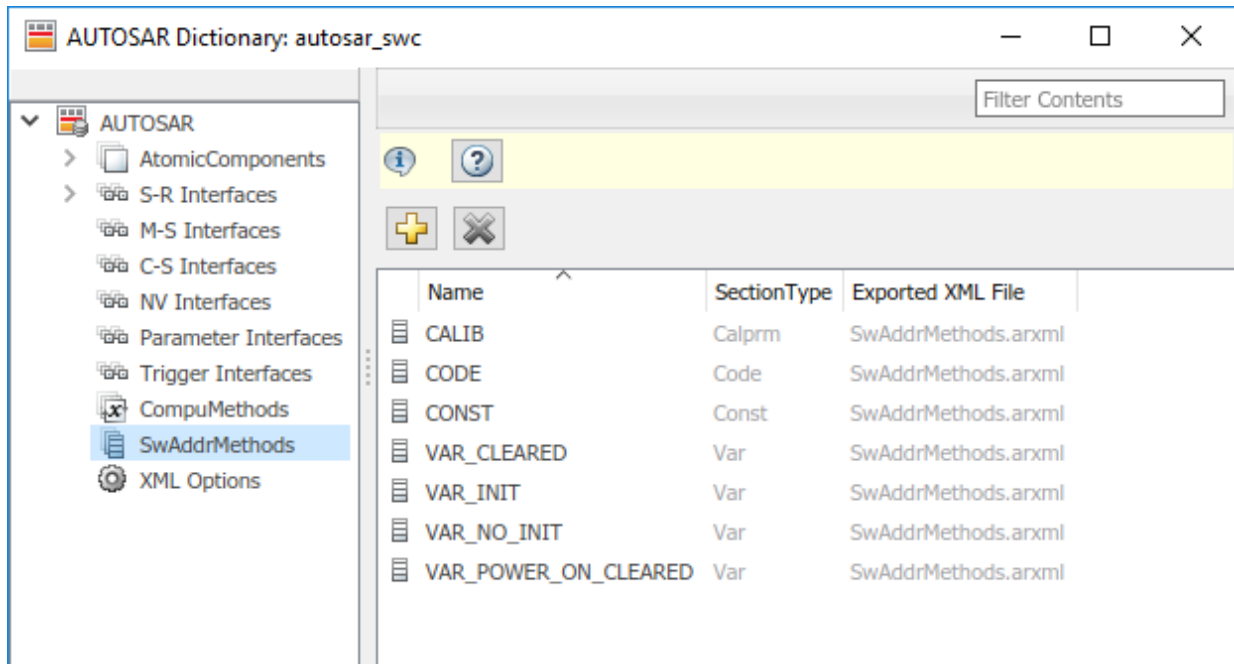 AUTOSAR Dictionary: autosar_swc
Filter Contents
AUTOSAR
AtomicComponents
S-R Interfaces
M-S Interfaces
C-S Interfaces
NV Interfaces
Parameter Interfaces
Trigger Interfaces
CompuMethods
SwAddrMethods
XML Options
Name SectionType Exported XML File
CALIB Calprm SwAddrMethods.arxml
CODE Code SwAddrMethods.arxml
CONST Const SwAddrMethods.arxml
VAR_CLEARED Var SwAddrMethods.arxml
VAR_INIT Var SwAddrMethods.arxml
VAR_NO_INIT Var SwAddrMethods.arxml
VAR_POWER_ON_CLEARED Var SwAddrMethods.arxml